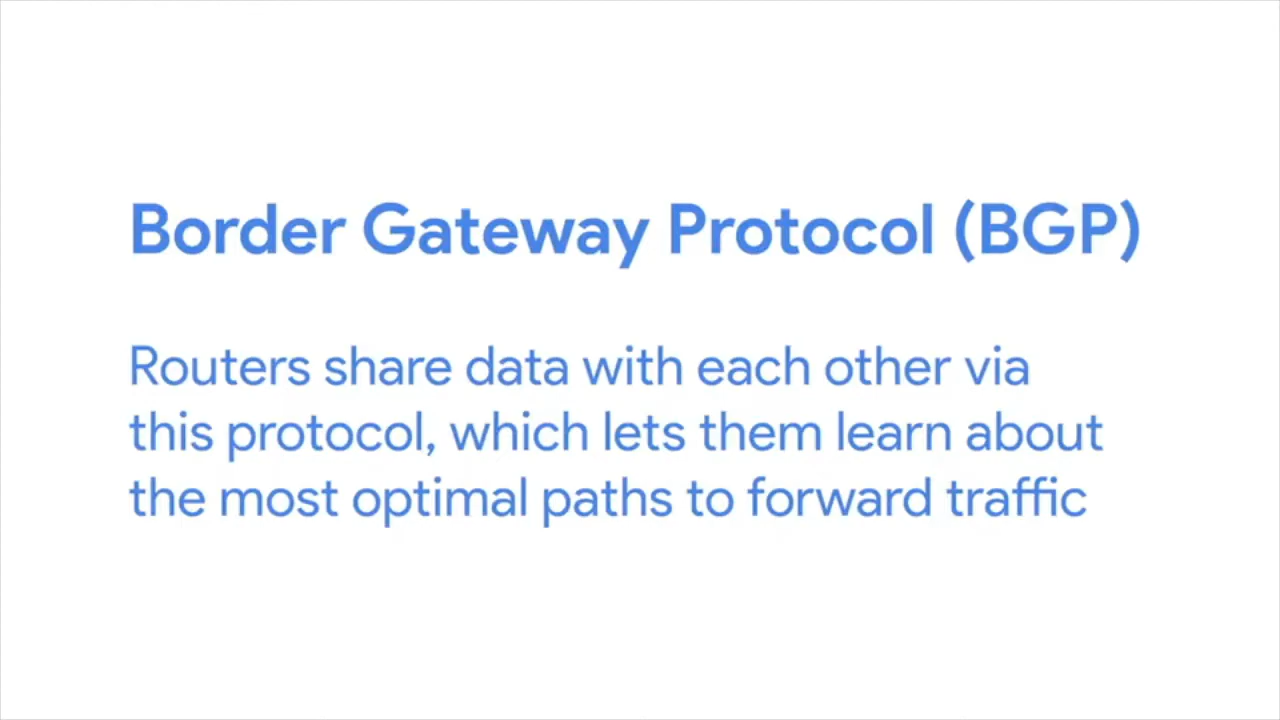 Border Gateway Protocol (BGP)
Routers share data with each other via
this protocol, which lets them learn about
the most optimal paths to forward traffic